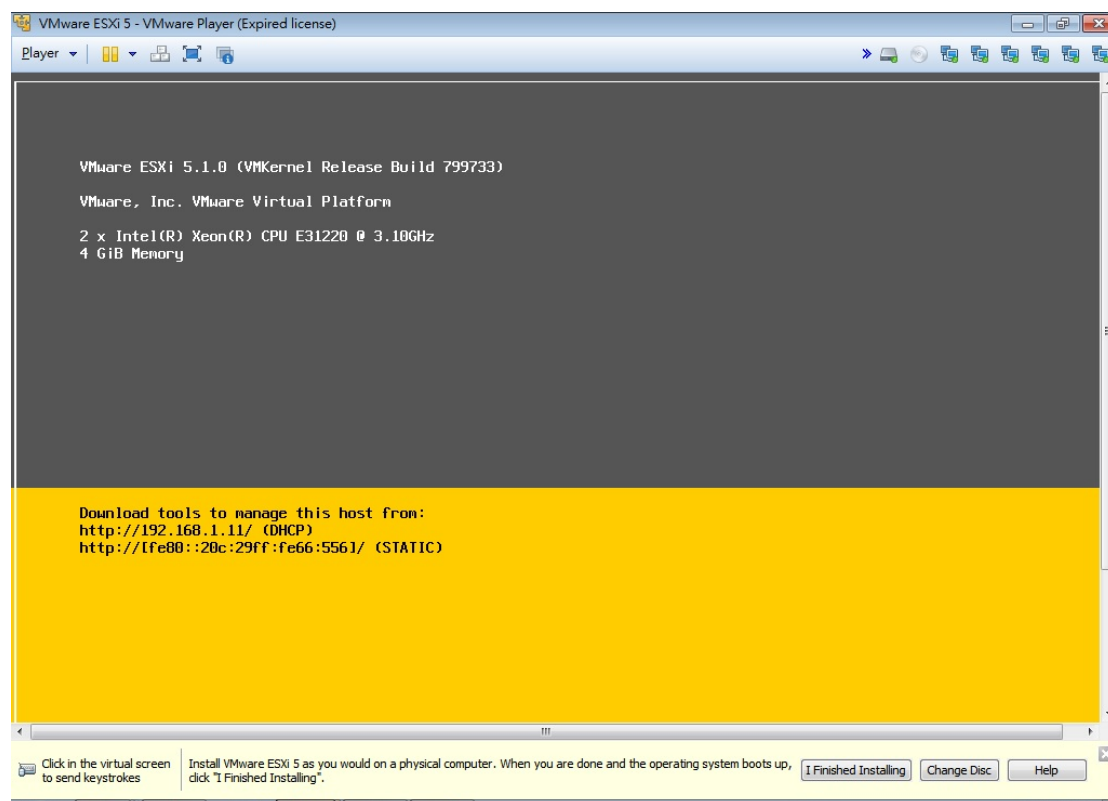 VMware ESXi 5 - VMware Player (Expired license)
Player
VMware ESXi 5.1.0 (VMKernel Release Build 799733)
VMware, Inc. VMware Virtual Platform
2 x Intel(R) Xeon(R) CPU E31220 @ 3.10GHz
4 GiB Memory
Download tools to manage this host from:
http://192.168.1.11/ (DHCP)
http://[fe80::20c:29ff:fe66:556]/ (STATIC)
Click in the virtual screen
to send keystrokes
Install VMware ESXi 5 as you would on a physical computer. When you are done and the operating system boots up,
click "I Finished Installing".
I Finished Installing
Change Disc
Help